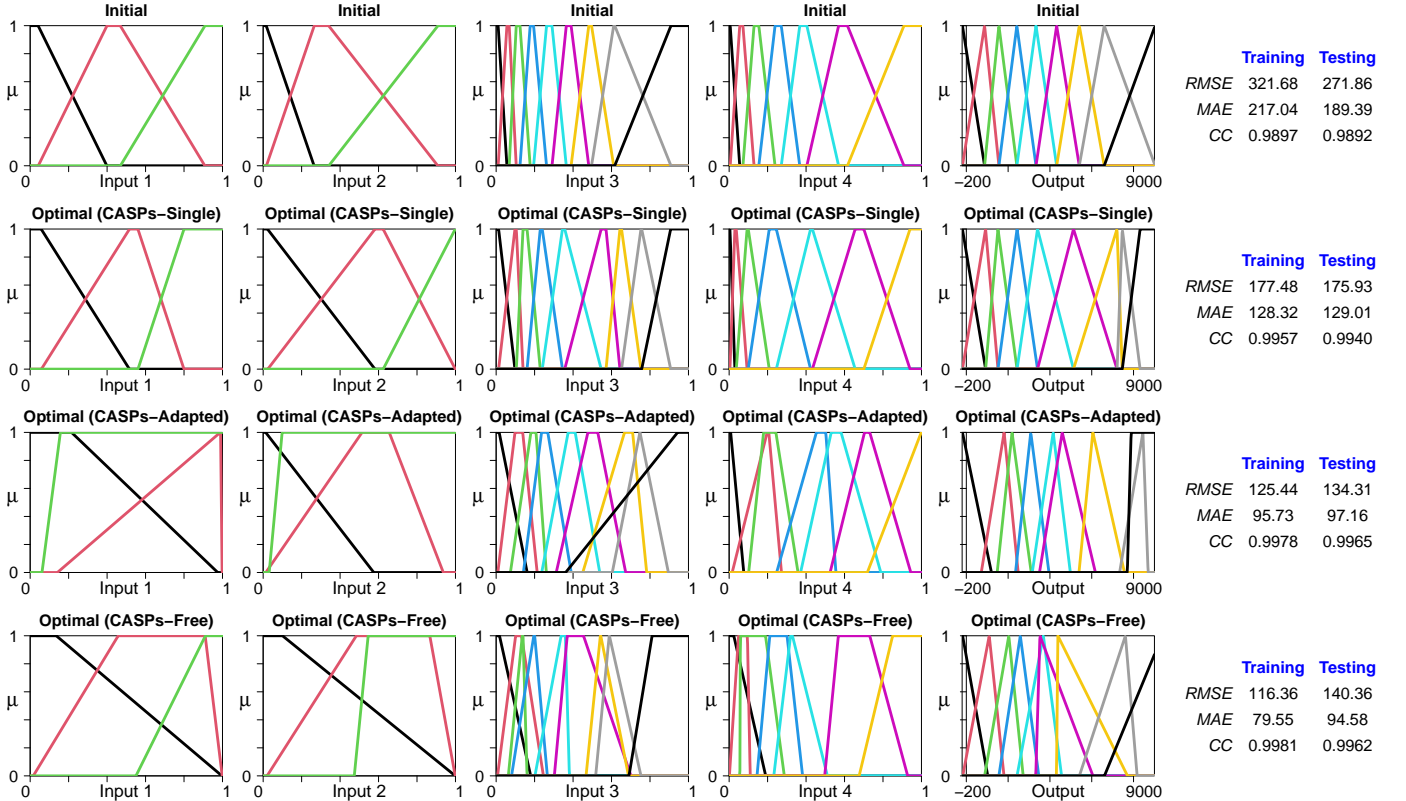 Initial Initial Initial Initial Initial
1 1 1 1 1
Training Testing
RMSE 321.68 271.86
μ μ μ μ μ
MAE 217.04 189.39
CC 0.9897 0.9892
0 0 0 0 0
0 Input 1 1 0 Input 2 1 0 Input 3 1 0 Input 4 1 −200 Output 9000
Optimal (CASPs−Single) Optimal (CASPs−Single) Optimal (CASPs−Single) Optimal (CASPs−Single) Optimal (CASPs−Single)
1 1 1 1 1
Training Testing
RMSE 177.48 175.93
μ μ μ μ μ
MAE 128.32 129.01
CC 0.9957 0.9940
0 0 0 0 0
0 Input 1 1 0 Input 2 1 0 Input 3 1 0 Input 4 1 −200 Output 9000
Optimal (CASPs−Adapted) Optimal (CASPs−Adapted) Optimal (CASPs−Adapted) Optimal (CASPs−Adapted) Optimal (CASPs−Adapted)
1 1 1 1 1
Training Testing
RMSE 125.44 134.31
μ μ μ μ μ
MAE 95.73 97.16
CC 0.9978 0.9965
0 0 0 0 0
0 Input 1 1 0 Input 2 1 0 Input 3 1 0 Input 4 1 −200 Output 9000
Optimal (CASPs−Free) Optimal (CASPs−Free) Optimal (CASPs−Free) Optimal (CASPs−Free) Optimal (CASPs−Free)
1 1 1 1 1
Training Testing
RMSE 116.36 140.36
μ μ μ μ μ
MAE 79.55 94.58
CC 0.9981 0.9962
0 0 0 0 0
0 Input 1 1 0 Input 2 1 0 Input 3 1 0 Input 4 1 −200 Output 9000